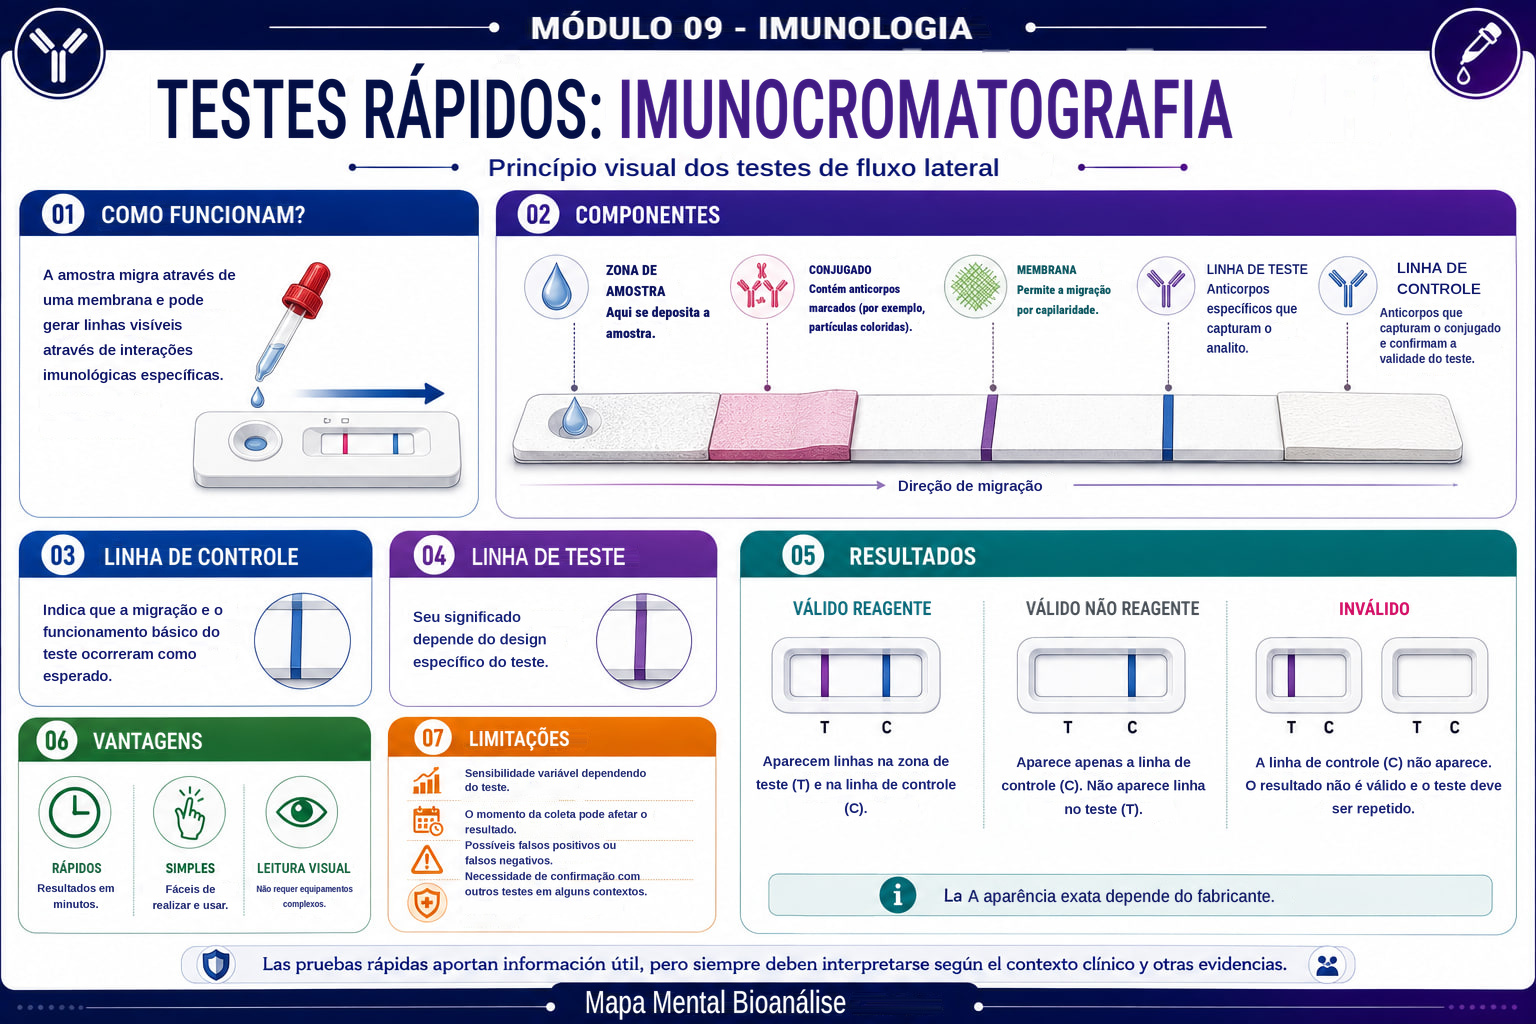 MÓDULO 09 - IMUNOLOGIA
TESTES RÁPIDOS: IMUNOCROMATOGRAFIA
Princípio visual dos testes de fluxo lateral
01 COMO FUNCIONAM?
A amostra migra através de
uma membrana e pode
gerar linhas visíveis
através de interações
imunológicas específicas.
02 COMPONENTES
ZONA DE
AMOSTRA
Aqui se deposita a
amostra.
CONJUGADO
Contém anticorpos
marcados (por exemplo,
partículas coloridas).
MEMBRANA
Permite a migração
por capilaridade.
LINHA DE TESTE
Anticorpos
específicos que
capturam o
analito.
LINHA DE
CONTROLE
Anticorpos que
capturam o conjugado
e confirmam a
validade do teste.
Direção de migração
03 LINHA DE CONTROLE
Indica que a migração e o
funcionamento básico do
teste ocorreram como
esperado.
04 LINHA DE TESTE
Seu significado
depende do design
específico do teste.
05 RESULTADOS
VÁLIDO REAGENTE
T C
Aparecem linhas na zona de
teste (T) e na linha de controle
(C).
VÁLIDO NÃO REAGENTE
T C
Aparece apenas a linha de
controle (C). Não aparece linha
no teste (T).
INVÁLIDO
T C T C
A linha de controle (C) não aparece.
O resultado não é válido e o teste deve
ser repetido.
La A aparência exata depende do fabricante.
06 VANTAGENS
RÁPIDOS
Resultados em
minutos.
SIMPLES
Fáceis de
realizar e usar.
LEITURA VISUAL
Não requer equipamentos
complexos.
07 LIMITAÇÕES
Sensibilidade variável dependendo
do teste.
O momento da coleta pode afetar o
resultado.
Possíveis falsos positivos ou
falsos negativos.
Necessidade de confirmação com
outros testes em alguns contextos.
Las pruebas rápidas aportan información útil, pero siempre deben interpretarse según el contexto clínico y otras evidencias.
Mapa Mental Bioanálise